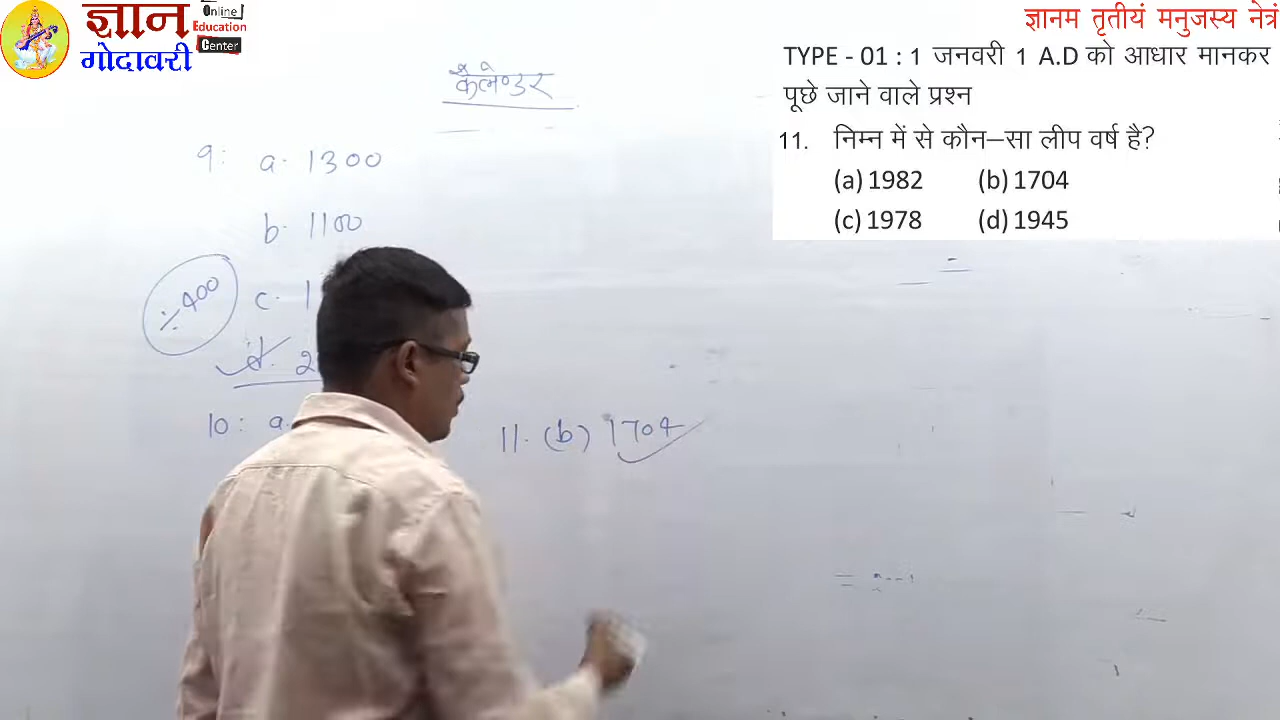 ज्ञान
गोदावरी
Online
Education
Center
ज्ञानम तृतीयं मनुजस्य नेत्रं
TYPE - 01 : 1 जनवरी 1 A.D को आधार मानकर
पूछे जाने वाले प्रश्न
11. निम्न में से कौन–सा लीप वर्ष है?
(a) 1982 (b) 1704
(c) 1978 (d) 1945
कैलेण्डर
9: a. 1300
b. 1100
÷400
c. 1
d. 2
10: a.
11. (b) 1704